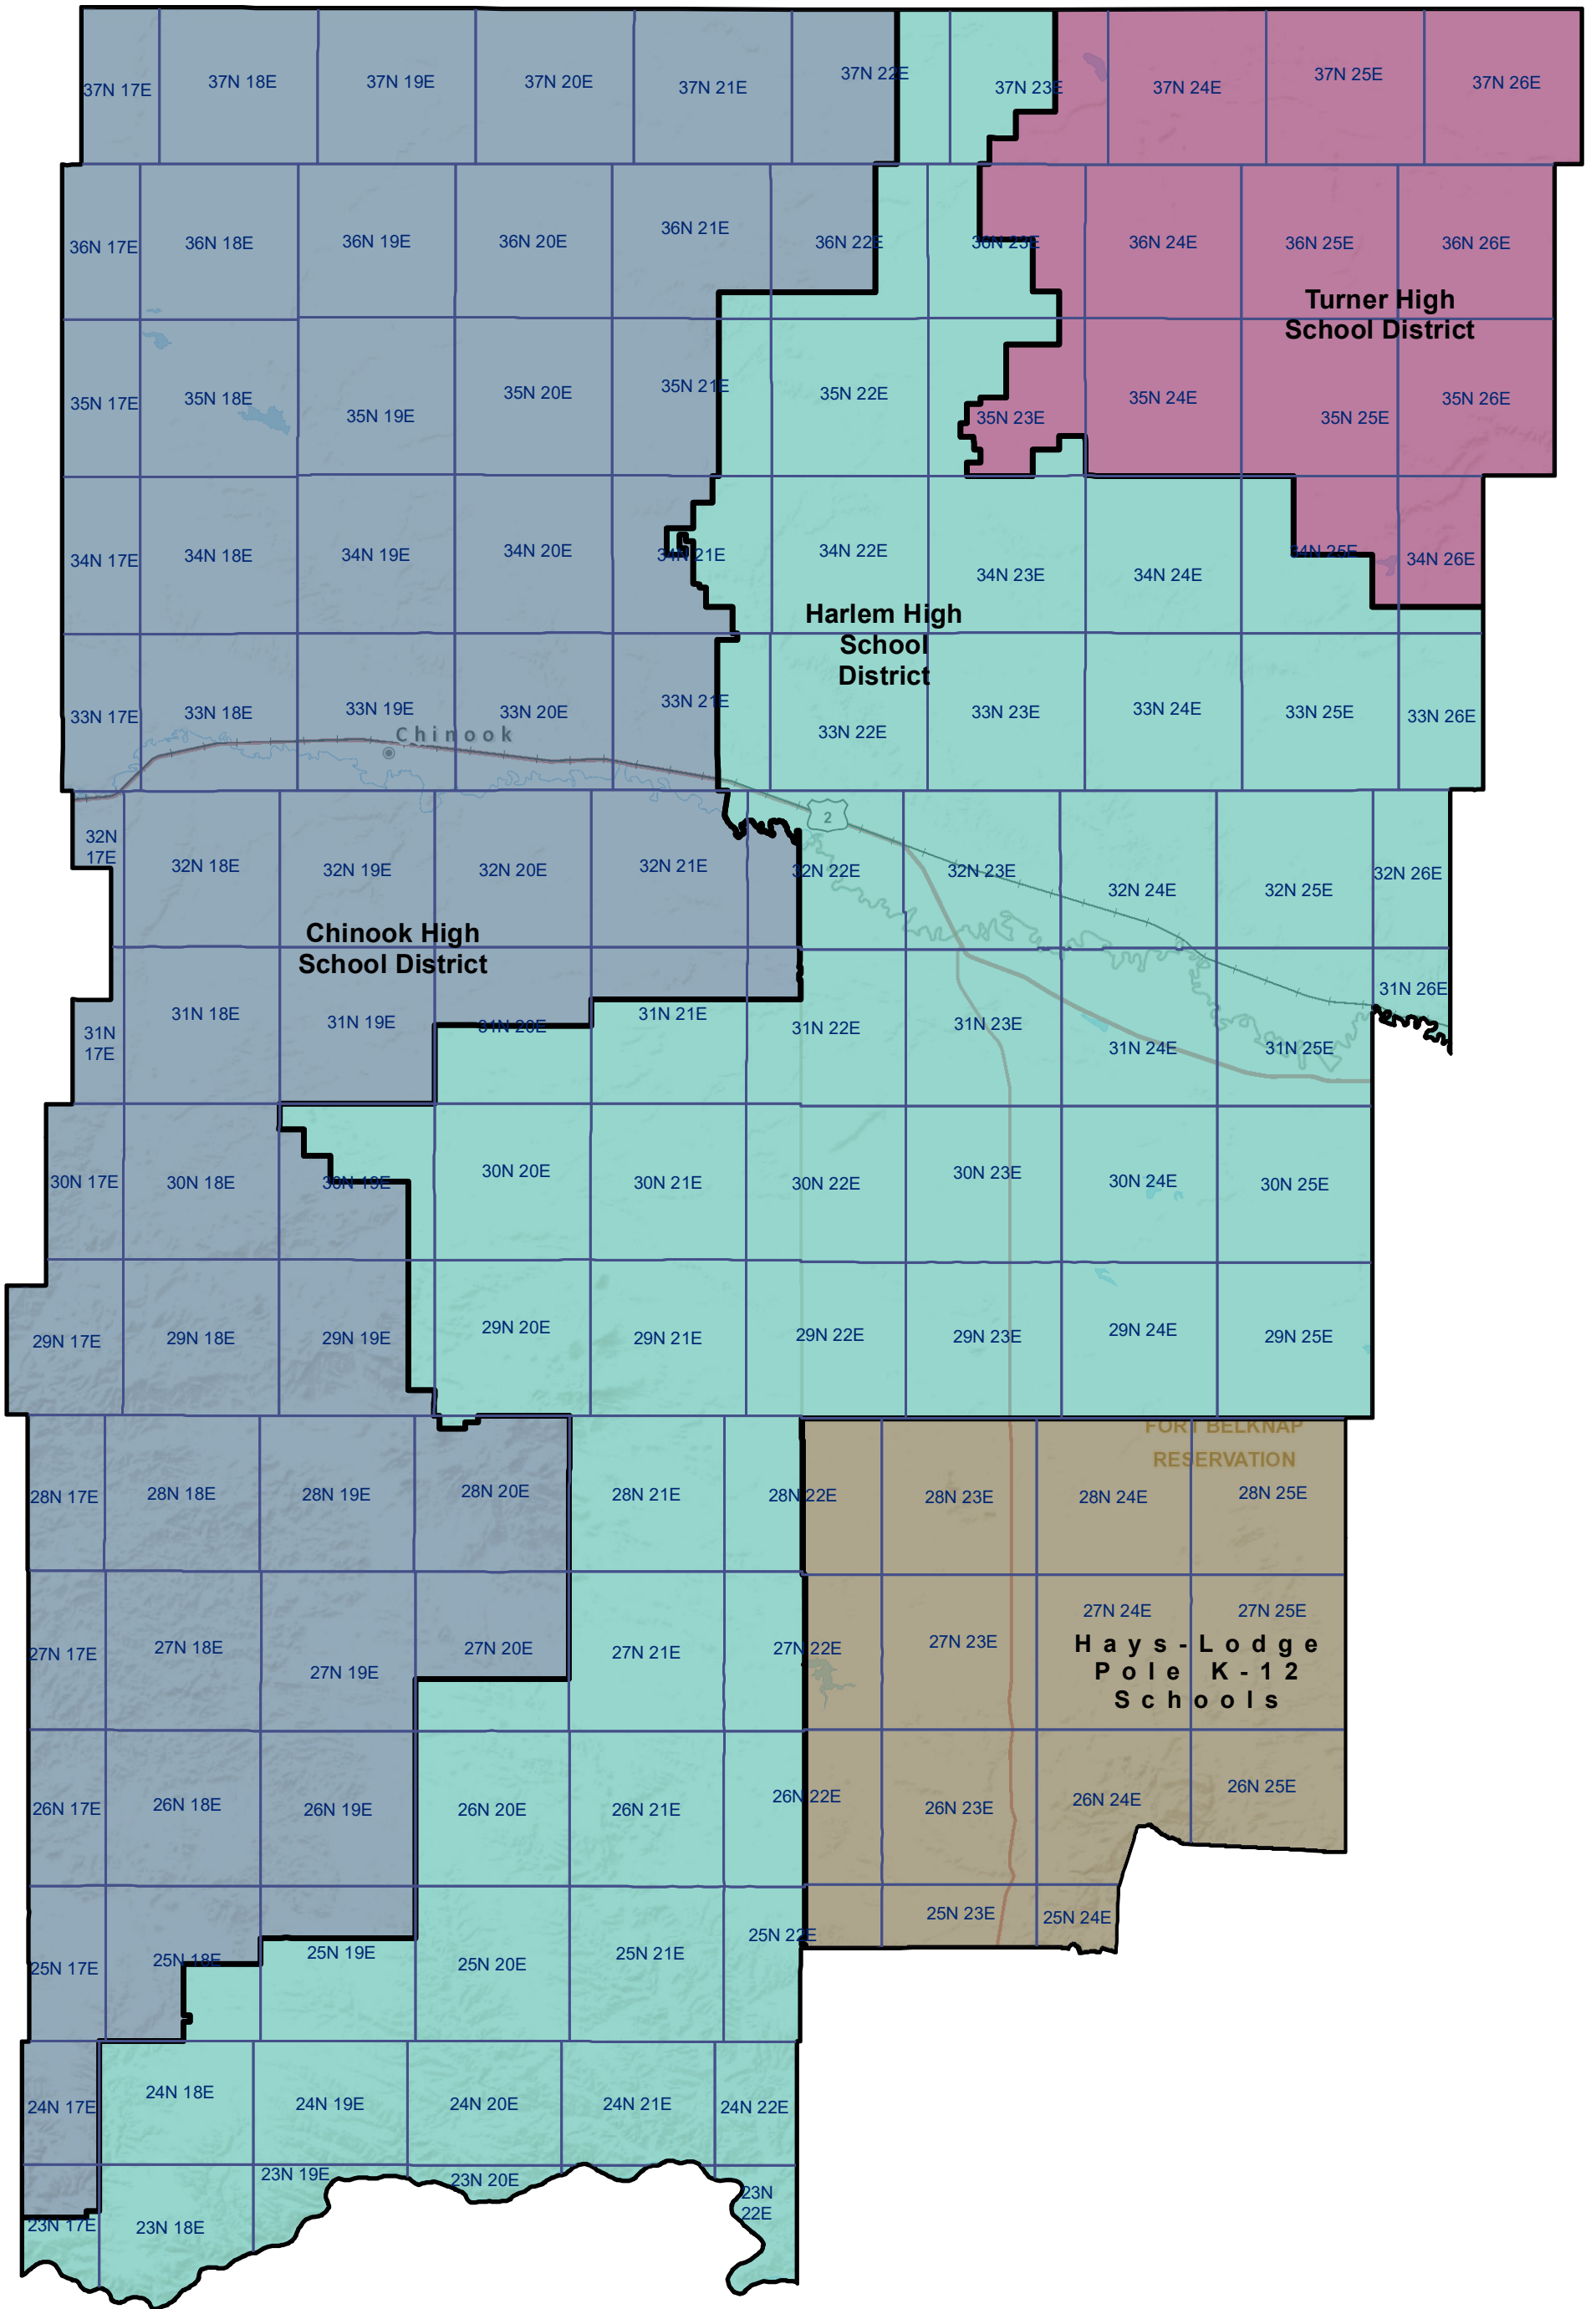 37N 17E
37N 18E
37N 19E
37N 20E
37N 21E
37N 22E
37N 23E
37N 24E
37N 25E
37N 26E
36N 17E
36N 18E
36N 19E
36N 20E
36N 21E
36N 22E
36N 23E
36N 24E
36N 25E
36N 26E
Turner High
School District
35N 17E
35N 18E
35N 19E
35N 20E
35N 21E
35N 22E
35N 23E
35N 24E
35N 25E
35N 26E
34N 17E
34N 18E
34N 19E
34N 20E
34N 21E
34N 22E
34N 23E
34N 24E
34N 25E
34N 26E
Harlem High
School
District
33N 17E
33N 18E
33N 19E
33N 20E
33N 21E
33N 22E
33N 23E
33N 24E
33N 25E
33N 26E
Chinook
2
32N
17E
32N 18E
32N 19E
32N 20E
32N 21E
32N 22E
32N 23E
32N 24E
32N 25E
32N 26E
Chinook High
School District
31N
17E
31N 18E
31N 19E
31N 20E
31N 21E
31N 22E
31N 23E
31N 24E
31N 25E
31N 26E
30N 17E
30N 18E
30N 19E
30N 20E
30N 21E
30N 22E
30N 23E
30N 24E
30N 25E
29N 17E
29N 18E
29N 19E
29N 20E
29N 21E
29N 22E
29N 23E
29N 24E
29N 25E
FORT BELKNAP
RESERVATION
28N 17E
28N 18E
28N 19E
28N 20E
28N 21E
28N 22E
28N 23E
28N 24E
28N 25E
27N 17E
27N 18E
27N 19E
27N 20E
27N 21E
27N 22E
27N 23E
27N 24E
27N 25E
Hays-Lodge
Pole K-12
Schools
26N 17E
26N 18E
26N 19E
26N 20E
26N 21E
26N 22E
26N 23E
26N 24E
26N 25E
25N 17E
25N 18E
25N 19E
25N 20E
25N 21E
25N 22E
25N 23E
25N 24E
24N 17E
24N 18E
24N 19E
24N 20E
24N 21E
24N 22E
23N 17E
23N 18E
23N 19E
23N 20E
23N
22E